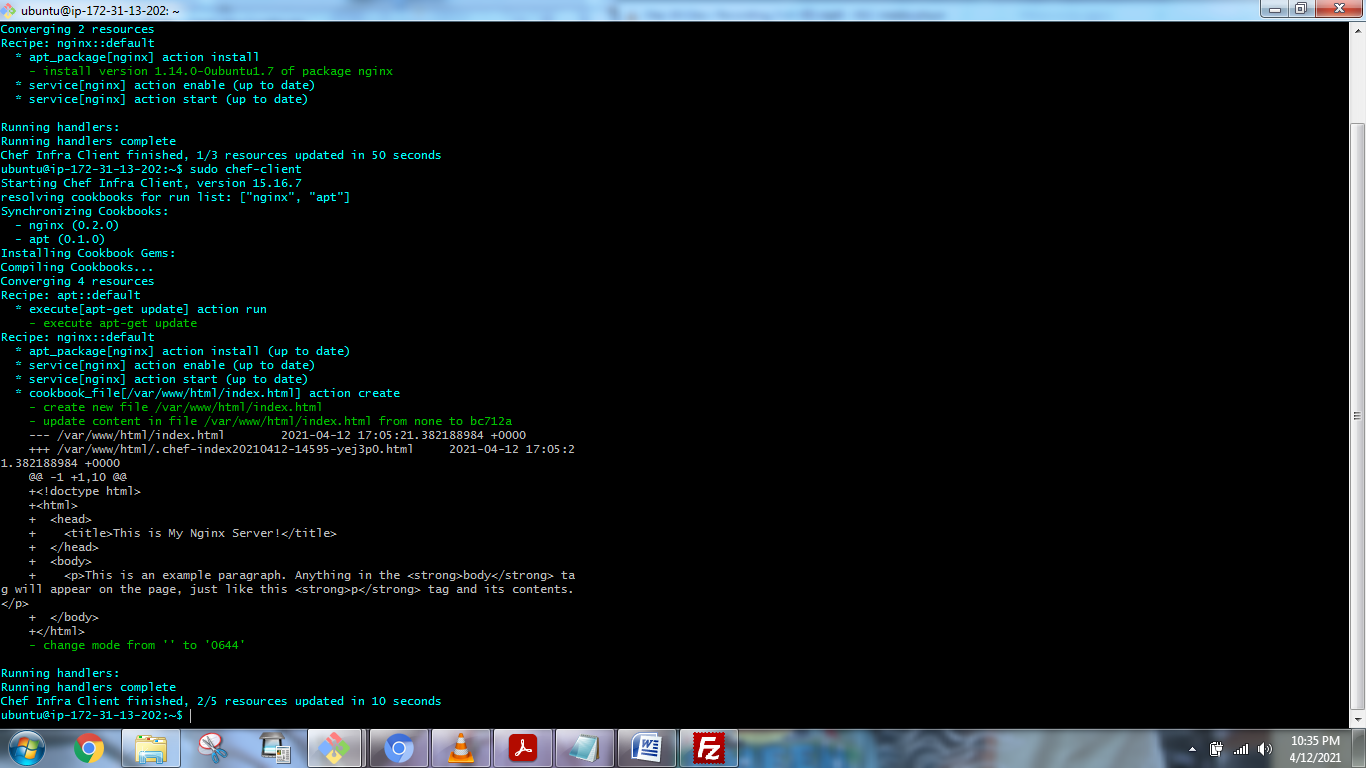 ubuntu@ip-172-31-13-202: ~
Converging 2 resources
Recipe: nginx::default
  * apt_package[nginx] action install
    - install version 1.14.0-0ubuntu1.7 of package nginx
  * service[nginx] action enable (up to date)
  * service[nginx] action start (up to date)

Running handlers:
Running handlers complete
Chef Infra Client finished, 1/3 resources updated in 50 seconds
ubuntu@ip-172-31-13-202:~$ sudo chef-client
Starting Chef Infra Client, version 15.16.7
resolving cookbooks for run list: ["nginx", "apt"]
Synchronizing Cookbooks:
  - nginx (0.2.0)
  - apt (0.1.0)
Installing Cookbook Gems:
Compiling Cookbooks...
Converging 4 resources
Recipe: apt::default
  * execute[apt-get update] action run
    - execute apt-get update
Recipe: nginx::default
  * apt_package[nginx] action install (up to date)
  * service[nginx] action enable (up to date)
  * service[nginx] action start (up to date)
  * cookbook_file[/var/www/html/index.html] action create
    - create new file /var/www/html/index.html
    - update content in file /var/www/html/index.html from none to bc712a
    --- /var/www/html/index.html        2021-04-12 17:05:21.382188984 +0000
    +++ /var/www/html/.chef-index20210412-14595-yej3p0.html     2021-04-12 17:05:2
1.382188984 +0000
    @@ -1 +1,10 @@
    +<!doctype html>
    +<html>
    +  <head>
    +    <title>This is My Nginx Server!</title>
    +  </head>
    +  <body>
    +    <p>This is an example paragraph. Anything in the <strong>body</strong> ta
g will appear on the page, just like this <strong>p</strong> tag and its contents.
</p>
    +  </body>
    +</html>
    - change mode from '' to '0644'

Running handlers:
Running handlers complete
Chef Infra Client finished, 2/5 resources updated in 10 seconds
ubuntu@ip-172-31-13-202:~$
10:35 PM
4/12/2021